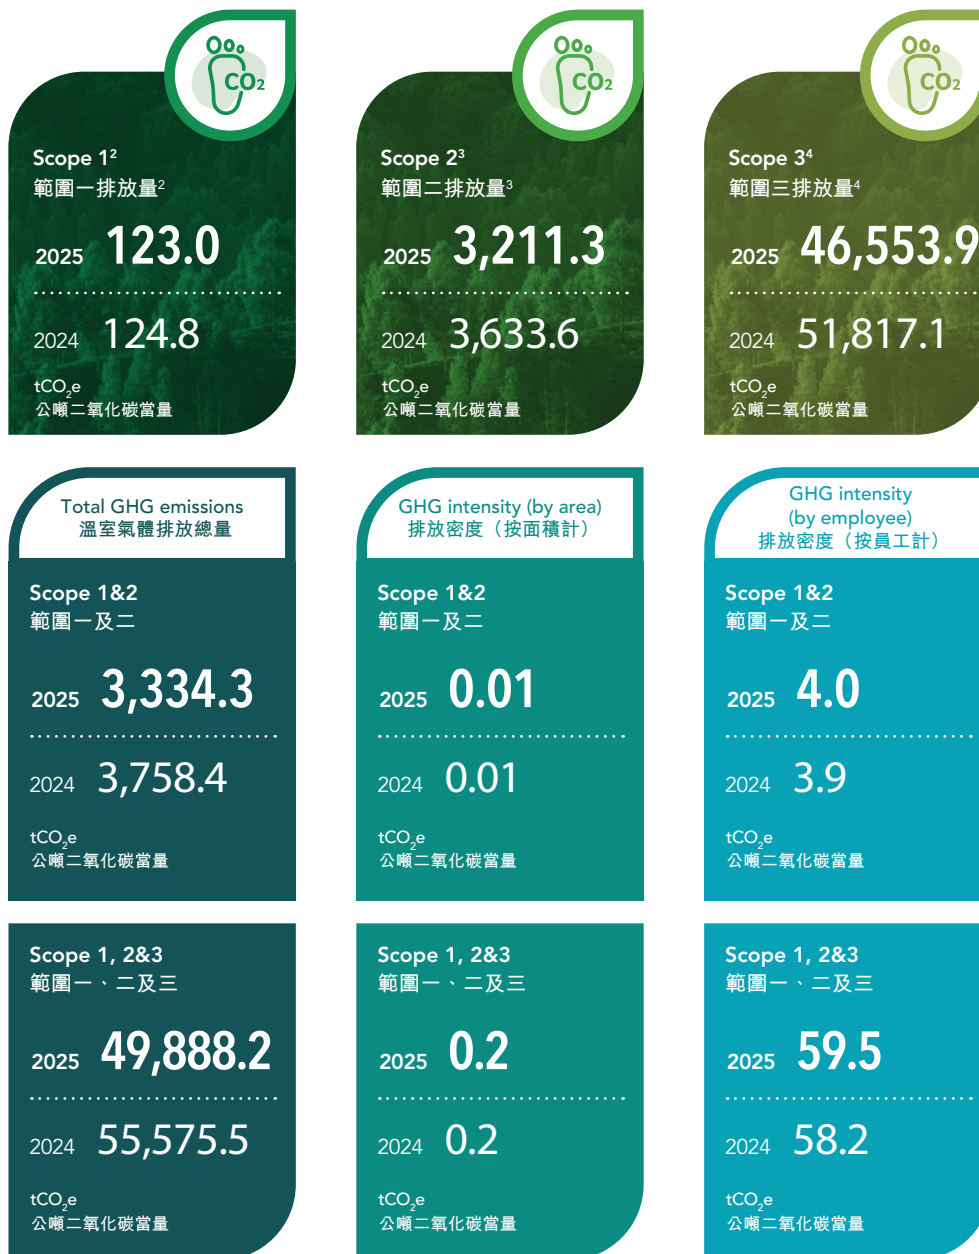 CO₂
Scope 1²
範圍一排放量²
2025 123.0
2024 124.8
tCO₂e
公噸二氧化碳當量
CO₂
Scope 2³
範圍二排放量³
2025 3,211.3
2024 3,633.6
tCO₂e
公噸二氧化碳當量
CO₂
Scope 3⁴
範圍三排放量⁴
2025 46,553.9
2024 51,817.1
tCO₂e
公噸二氧化碳當量
Total GHG emissions
溫室氣體排放總量
Scope 1&2
範圍一及二
2025 3,334.3
2024 3,758.4
tCO₂e
公噸二氧化碳當量
GHG intensity (by area)
排放密度（按面積計）
Scope 1&2
範圍一及二
2025 0.01
2024 0.01
tCO₂e
公噸二氧化碳當量
GHG intensity
(by employee)
排放密度（按員工計）
Scope 1&2
範圍一及二
2025 4.0
2024 3.9
tCO₂e
公噸二氧化碳當量
Scope 1, 2&3
範圍一、二及三
2025 49,888.2
2024 55,575.5
tCO₂e
公噸二氧化碳當量
Scope 1, 2&3
範圍一、二及三
2025 0.2
2024 0.2
tCO₂e
公噸二氧化碳當量
Scope 1, 2&3
範圍一、二及三
2025 59.5
2024 58.2
tCO₂e
公噸二氧化碳當量